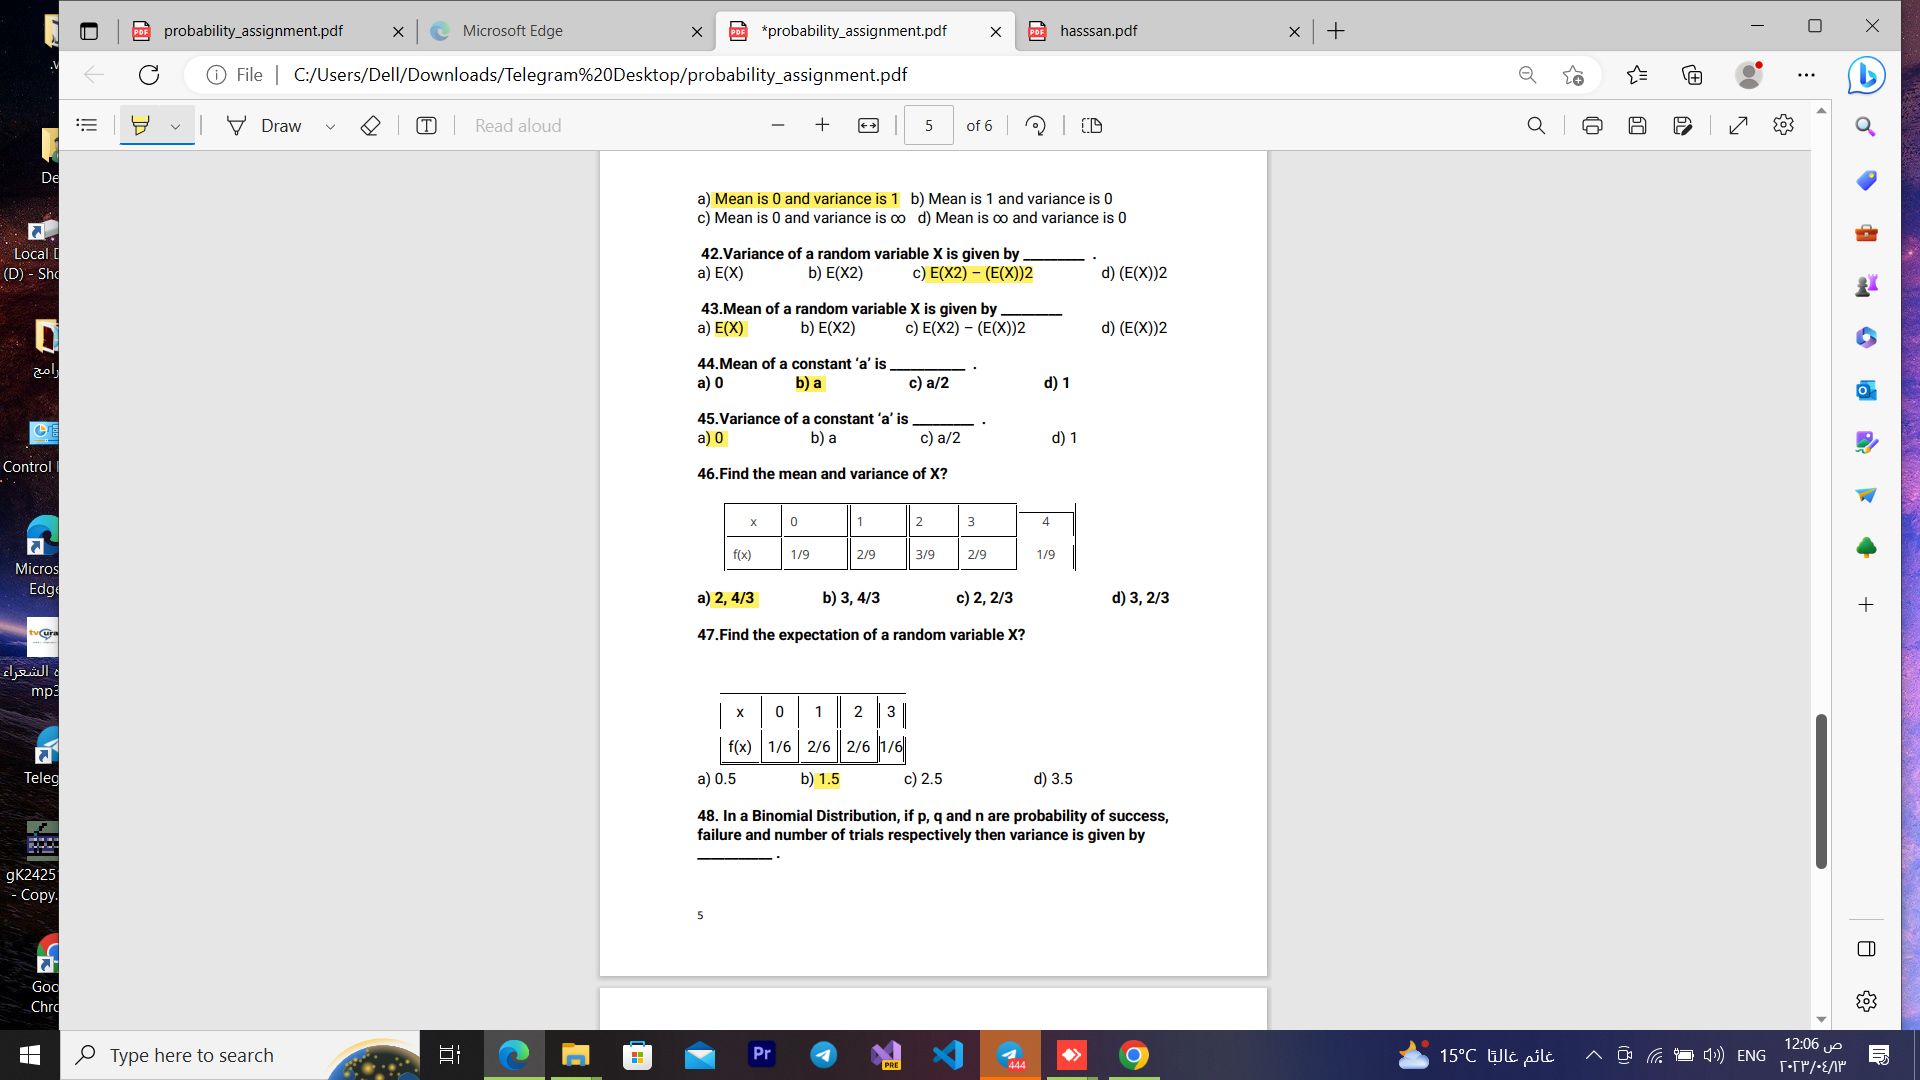 probability_assignment.pdf
Microsoft Edge
*probability_assignment.pdf
hasssan.pdf
File
C:/Users/Dell/Downloads/Telegram%20Desktop/probability_assignment.pdf
Draw
Read aloud
5
of 6
a) Mean is 0 and variance is 1 b) Mean is 1 and variance is 0
c) Mean is 0 and variance is ∞ d) Mean is ∞ and variance is 0
42.Variance of a random variable X is given by ________ .
a) E(X) b) E(X2) c) E(X2) – (E(X))2 d) (E(X))2
43.Mean of a random variable X is given by ________
a) E(X) b) E(X2) c) E(X2) – (E(X))2 d) (E(X))2
44.Mean of a constant ‘a’ is __________ .
a) 0 b) a c) a/2 d) 1
45.Variance of a constant ‘a’ is ________ .
a) 0 b) a c) a/2 d) 1
46.Find the mean and variance of X?
x 0 1 2 3 4
f(x) 1/9 2/9 3/9 2/9 1/9
a) 2, 4/3 b) 3, 4/3 c) 2, 2/3 d) 3, 2/3
47.Find the expectation of a random variable X?
x 0 1 2 3
f(x) 1/6 2/6 2/6 1/6
a) 0.5 b) 1.5 c) 2.5 d) 3.5
48. In a Binomial Distribution, if p, q and n are probability of success,
failure and number of trials respectively then variance is given by
__________ .
5
De
Local D
(D) - Sho
رامج
Control
Micros
Edge
ه الشعراء
mp3
Teleg
gK2425
- Copy.
Goo
Chro
Type here to search
Pr
PRE
444
15°C
غائم غالبًا
ENG
12:06 ص
٢٠٢٣/٠٤/١٣